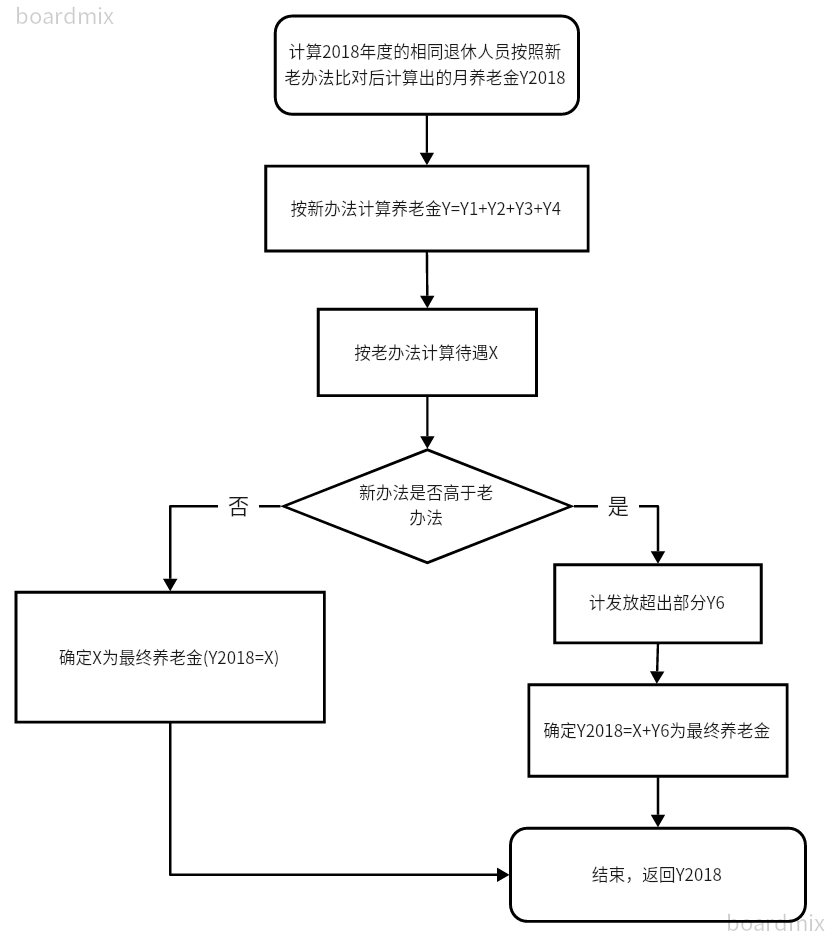 boardmix
计算2018年度的相同退休人员按照新
老办法比对后计算出的月养老金Y2018
按新办法计算养老金Y=Y1+Y2+Y3+Y4
按老办法计算待遇X
新办法是否高于老
办法
否
是
计发放超出部分Y6
确定X为最终养老金(Y2018=X)
确定Y2018=X+Y6为最终养老金
结束，返回Y2018
boardmix